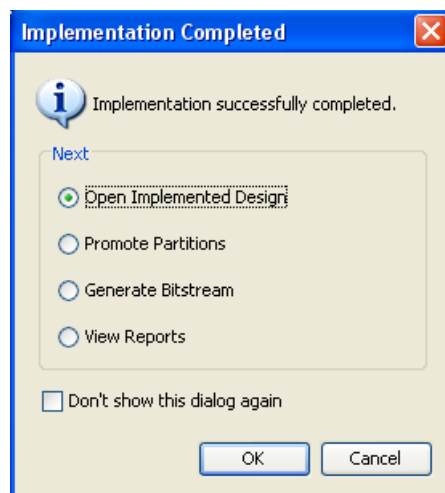 Implementation Completed
Implementation successfully completed.
Next
Open Implemented Design
Promote Partitions
Generate Bitstream
View Reports
Don't show this dialog again
OK Cancel